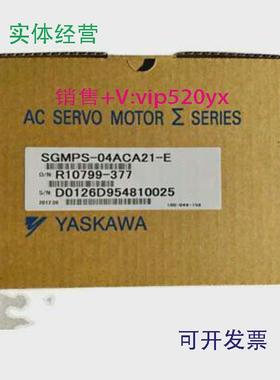 实体经营
销售+V:vip520yx
AC SERVO MOTOR Σ SERIES
SGMPS-04ACA21-E
O/N R10799-377
S/N D0126D954810025
YASKAWA
可开发票